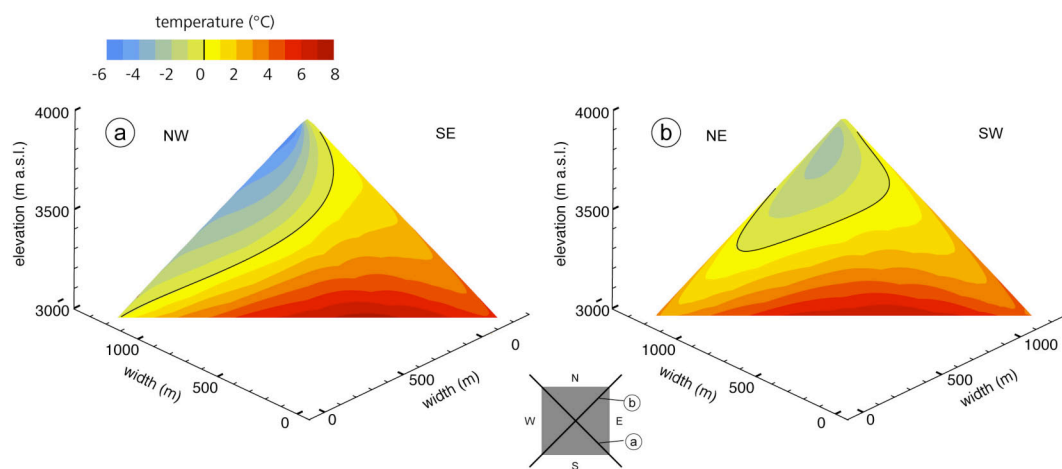 temperature (°C)
-6 -4 -2 0 2 4 6 8
4000
3500
3000
elevation (m a.s.l.)
a
NW
SE
1000
500
0
width (m)
0
500
0
width (m)
4000
3500
3000
elevation (m a.s.l.)
b
NE
SW
1000
500
0
width (m)
1000
500
0
width (m)
N
W
E
S
b
a